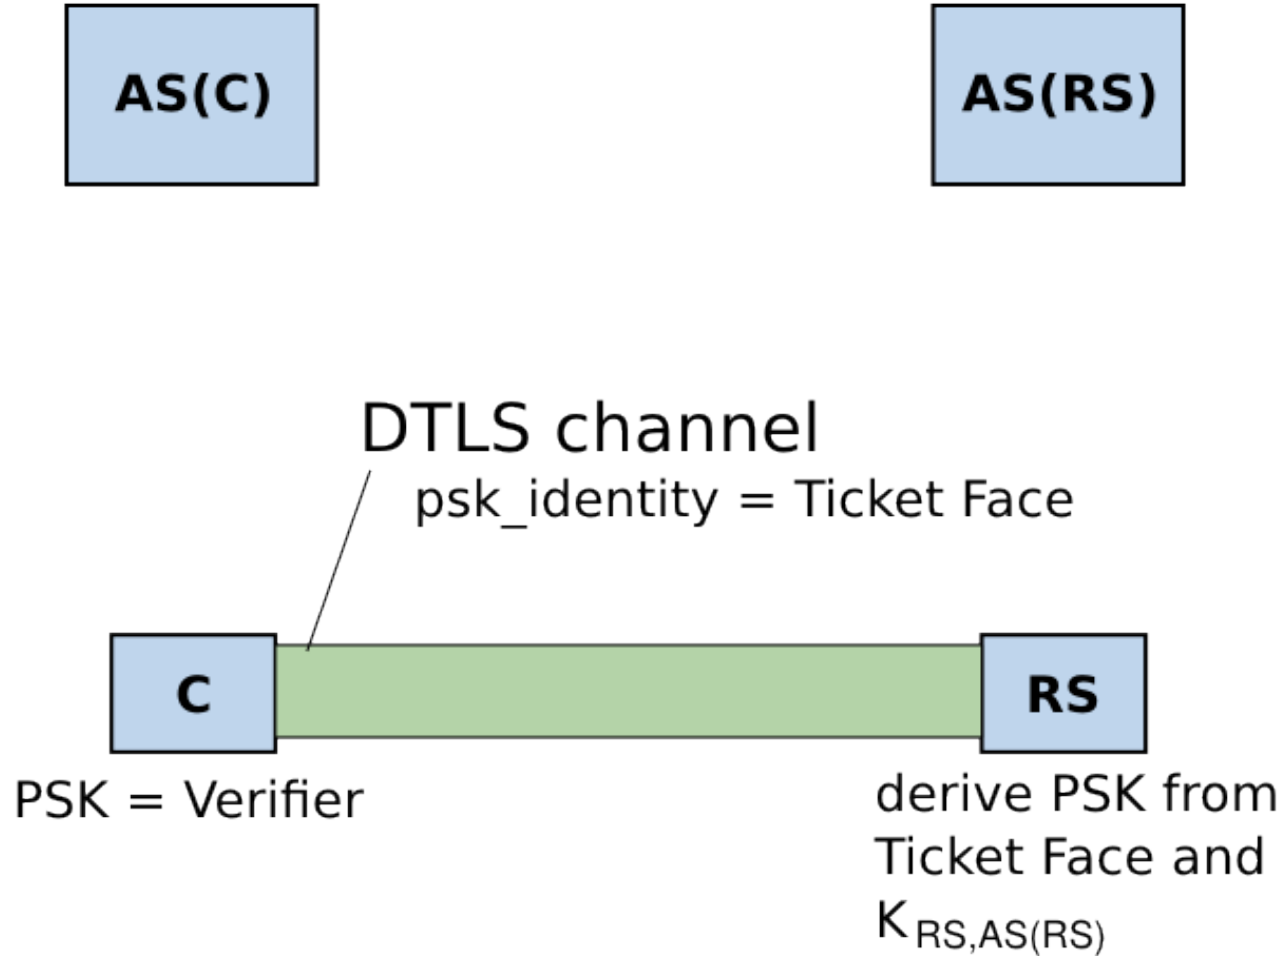 AS(C)
AS(RS)
DTLS channel
psk_identity = Ticket Face
C
RS
PSK = Verifier
derive PSK from
Ticket Face and
K RS,AS(RS)